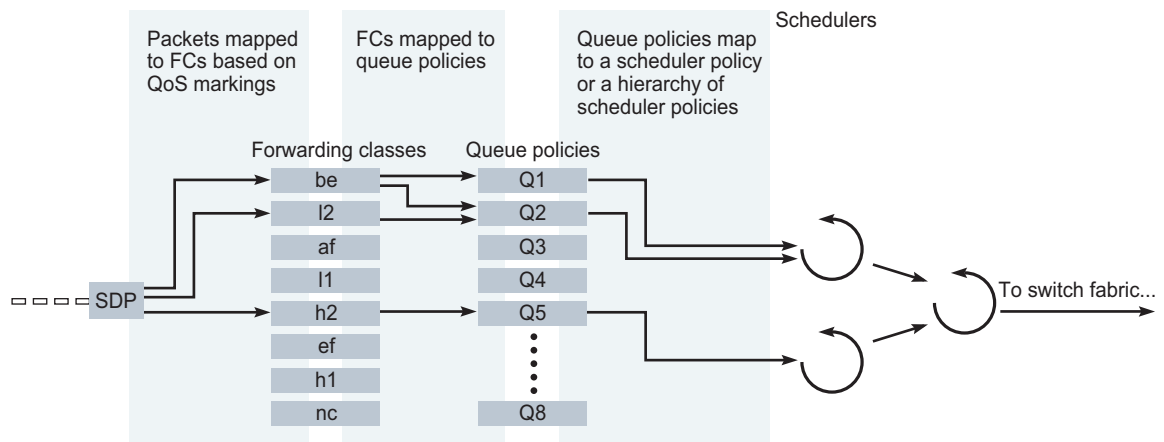 Schedulers
Packets mapped
to FCs based on
QoS markings
FCs mapped to
queue policies
Queue policies map
to a scheduler policy
or a hierarchy of
scheduler policies
Forwarding classes
Queue policies
be
l2
af
l1
h2
ef
h1
nc
Q1
Q2
Q3
Q4
Q5
Q8
SDP
To switch fabric...